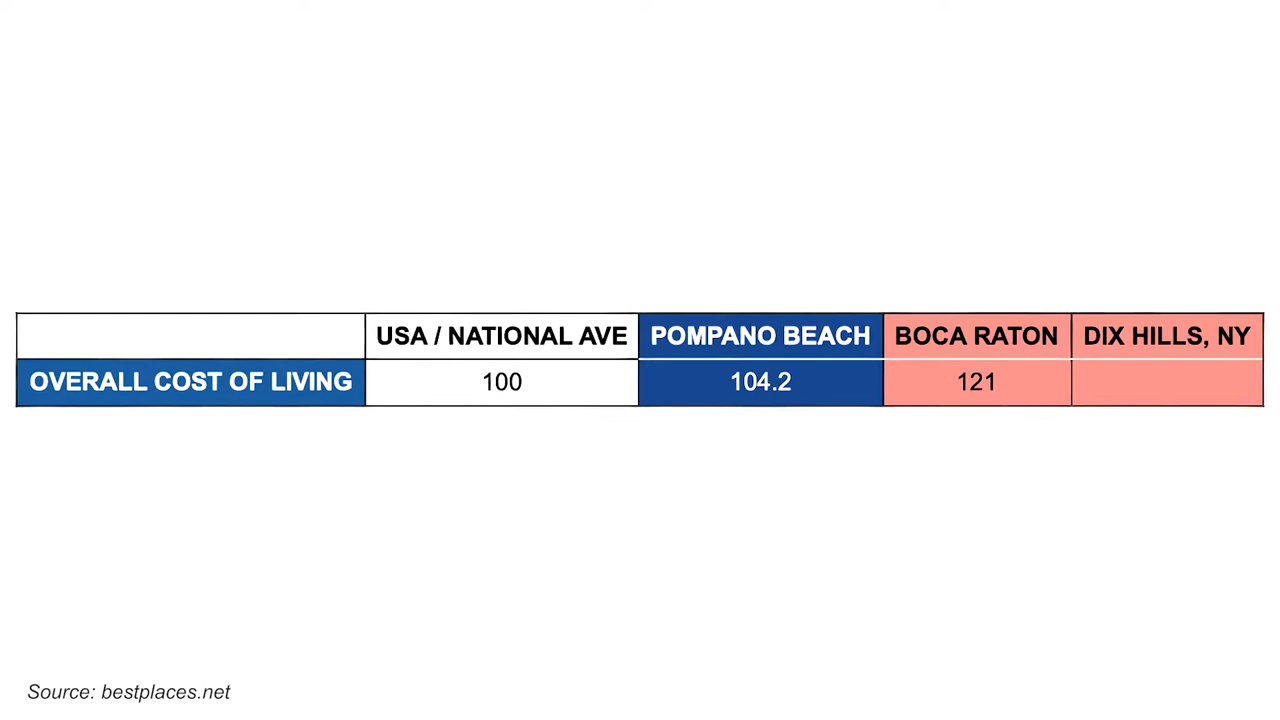 USA / NATIONAL AVE POMPANO BEACH BOCA RATON DIX HILLS, NY
OVERALL COST OF LIVING 100 104.2 121
Source: bestplaces.net